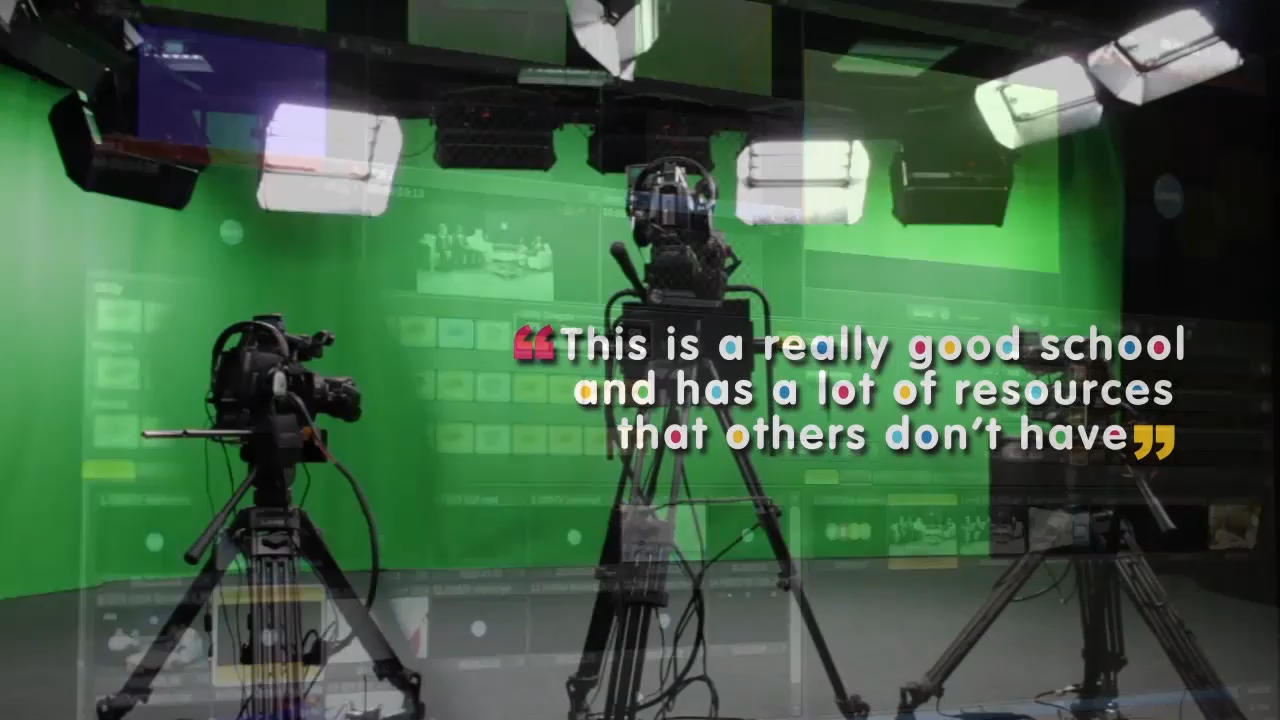 ❝This is a really good school
and has a lot of resources
that others don't have❞